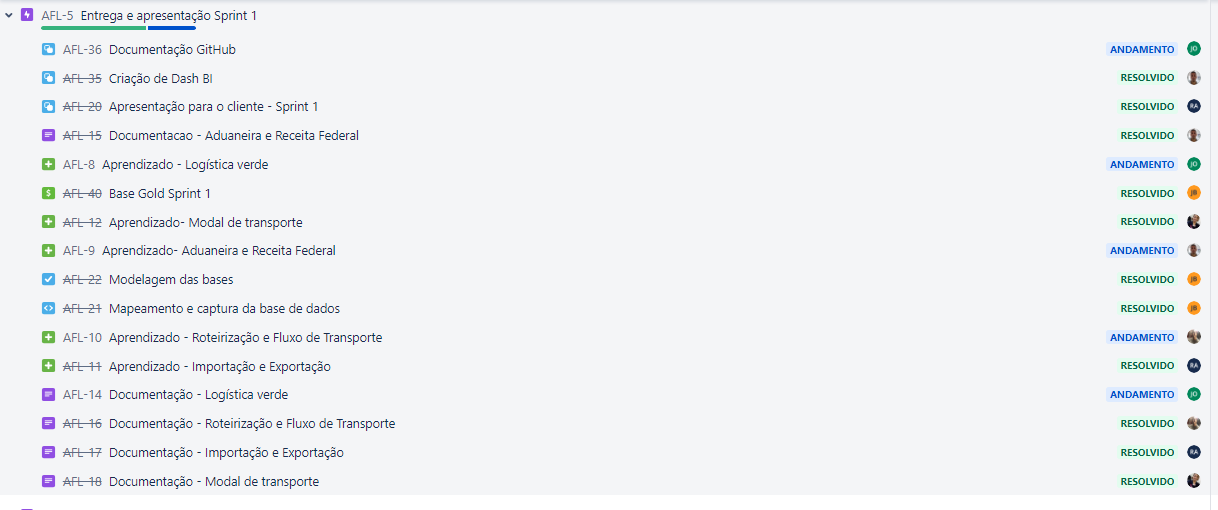 AFL-5 Entrega e apresentação Sprint 1
AFL-36 Documentação GitHub ANDAMENTO JO
AFL-35 Criação de Dash BI RESOLVIDO
AFL-20 Apresentação para o cliente - Sprint 1 RESOLVIDO RA
AFL-15 Documentacao - Aduaneira e Receita Federal RESOLVIDO
AFL-8 Aprendizado - Logística verde ANDAMENTO JO
AFL-40 Base Gold Sprint 1 RESOLVIDO JB
AFL-12 Aprendizado- Modal de transporte RESOLVIDO
AFL-9 Aprendizado- Aduaneira e Receita Federal ANDAMENTO
AFL-22 Modelagem das bases RESOLVIDO JB
AFL-21 Mapeamento e captura da base de dados RESOLVIDO JB
AFL-10 Aprendizado - Roteirização e Fluxo de Transporte ANDAMENTO
AFL-11 Aprendizado - Importação e Exportação RESOLVIDO RA
AFL-14 Documentação - Logística verde ANDAMENTO JO
AFL-16 Documentação - Roteirização e Fluxo de Transporte RESOLVIDO
AFL-17 Documentação - Importação e Exportação RESOLVIDO RA
AFL-18 Documentação - Modal de transporte RESOLVIDO